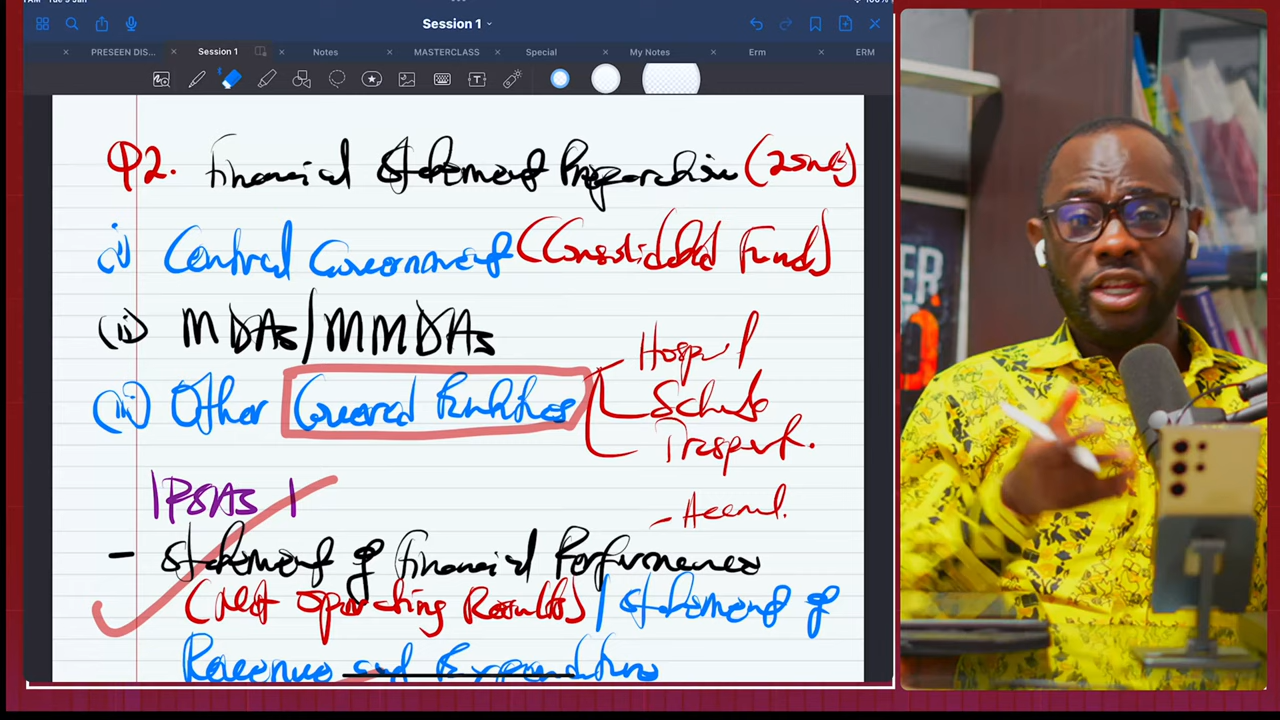 Session 1
PRESEEN DIS...
Session 1
Notes
MASTERCLASS
Special
My Notes
Erm
ERM
Q2. Financial Statement Preparation (25mks)
(i) Central Government (Consolidated Funds)
(ii) MDAs/MMDAs
(iii) Other Covered Entities
Hospital
Schools
Transport.
IPSAS 1
- Accrual.
- Statement of Financial Performance
(Net Operating Results) / Statement of
Revenue and Expenditure